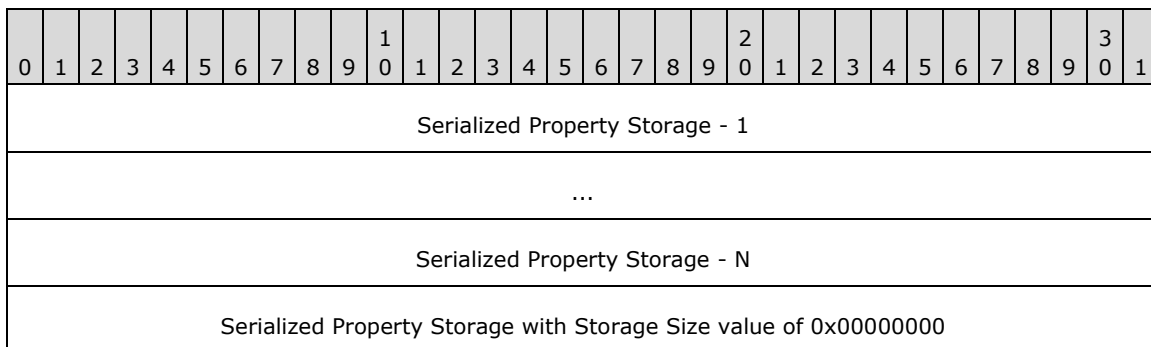 1 2 3
0 1 2 3 4 5 6 7 8 9 0 1 2 3 4 5 6 7 8 9 0 1 2 3 4 5 6 7 8 9 0 1
Serialized Property Storage - 1
...
Serialized Property Storage - N
Serialized Property Storage with Storage Size value of 0x00000000